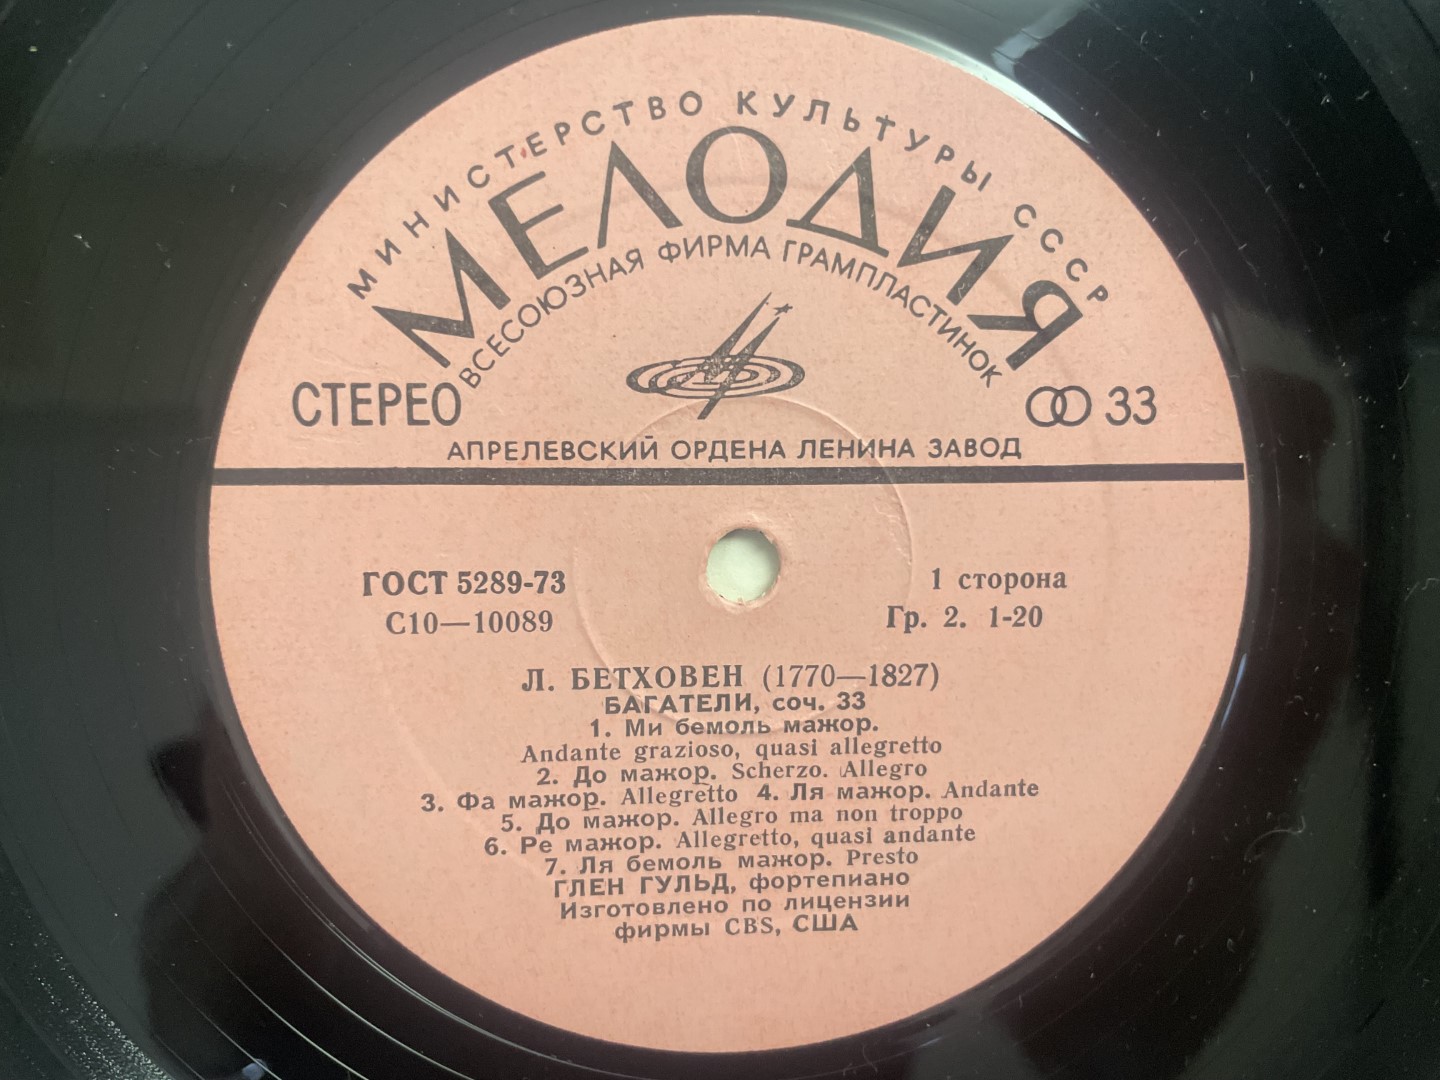 МИНИСТЕРСТВО КУЛЬТУРЫ СССР
МЕЛОДИЯ
ВСЕСОЮЗНАЯ ФИРМА ГРАМПЛАСТИНОК
СТЕРЕО
33
АПРЕЛЕВСКИЙ ОРДЕНА ЛЕНИНА ЗАВОД
ГОСТ 5289-73
1 сторона
С10—10089
Гр. 2. 1-20
Л. БЕТХОВЕН (1770—1827)
БАГАТЕЛИ, соч. 33
1. Ми бемоль мажор.
Andante grazioso, quasi allegretto
2. До мажор. Scherzo. Allegro
3. Фа мажор. Allegretto 4. Ля мажор. Andante
5. До мажор. Allegro ma non troppo
6. Ре мажор. Allegretto, quasi andante
7. Ля бемоль мажор. Presto
ГЛЕН ГУЛЬД, фортепиано
Изготовлено по лицензии
фирмы CBS, США